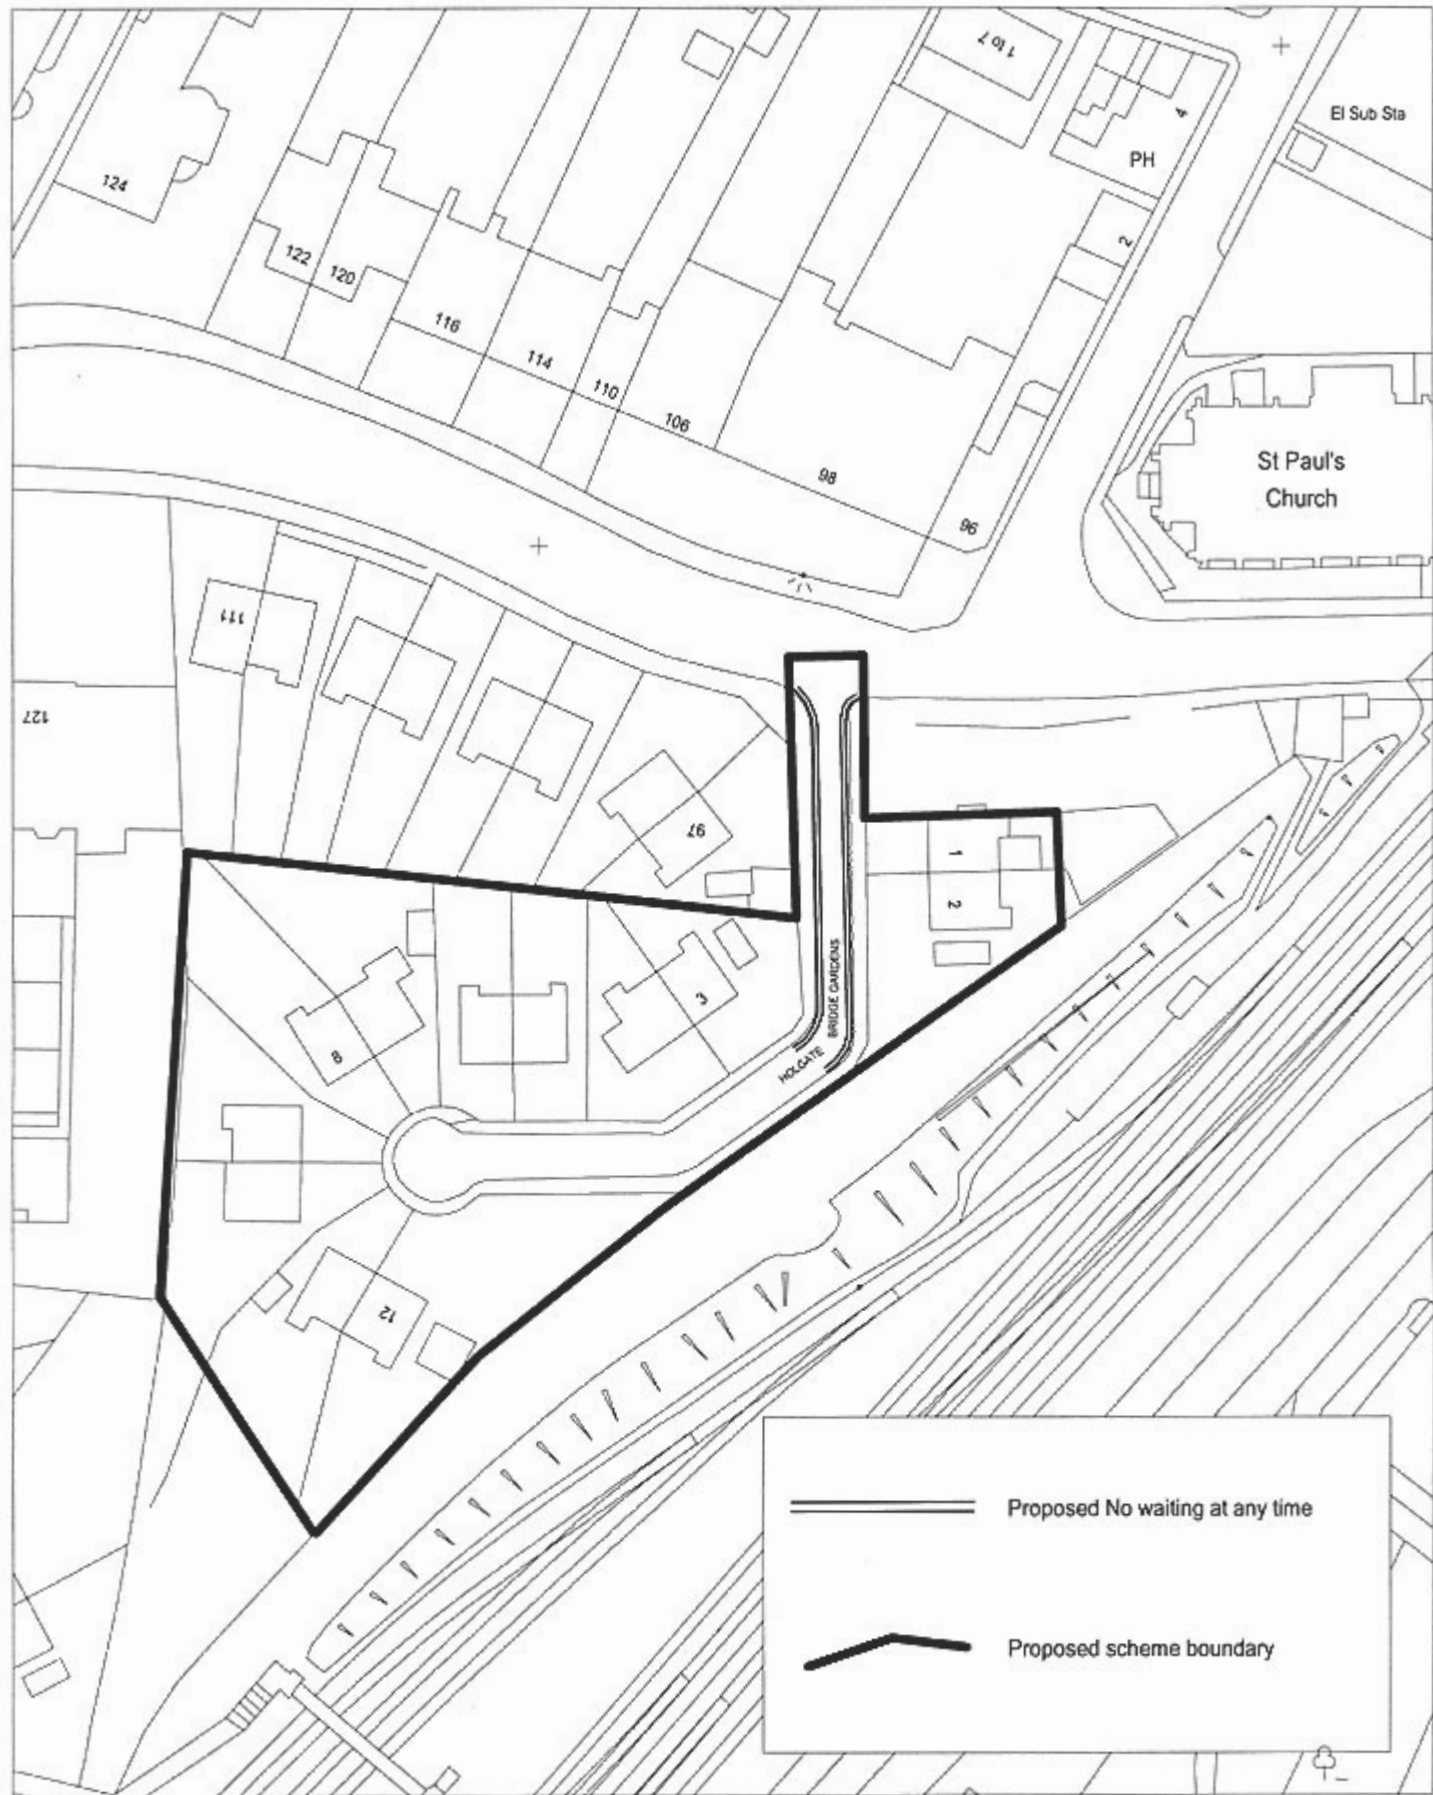 1 to 7
4
El Sub Sta
PH
124
2
122
120
116
114
110
106
98
96
St Paul's
Church
111
127
97
1
2
3
8
HOLGATE
BRIDGE GARDENS
12
Proposed No waiting at any time
Proposed scheme boundary